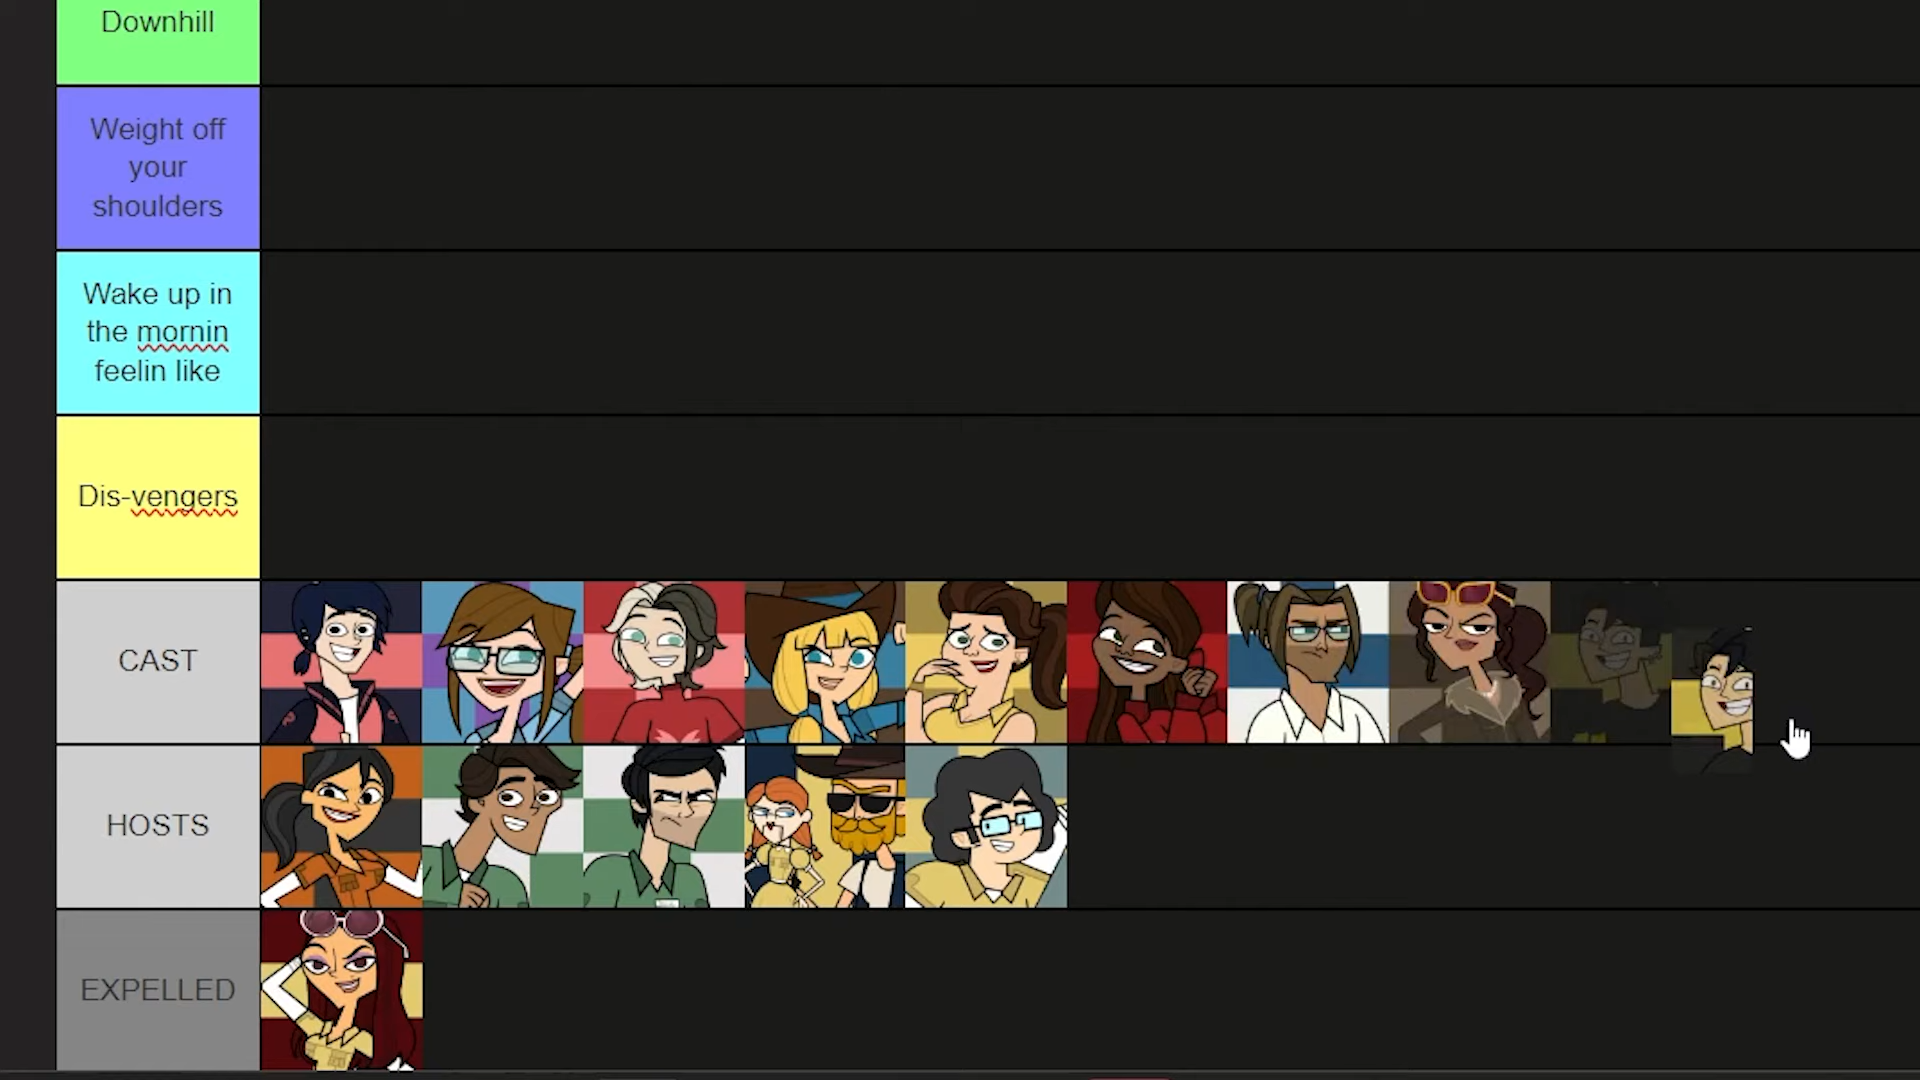 Downhill
Weight off
your
shoulders
Wake up in
the mornin
feelin like
Dis-vengers
CAST
HOSTS
EXPELLED